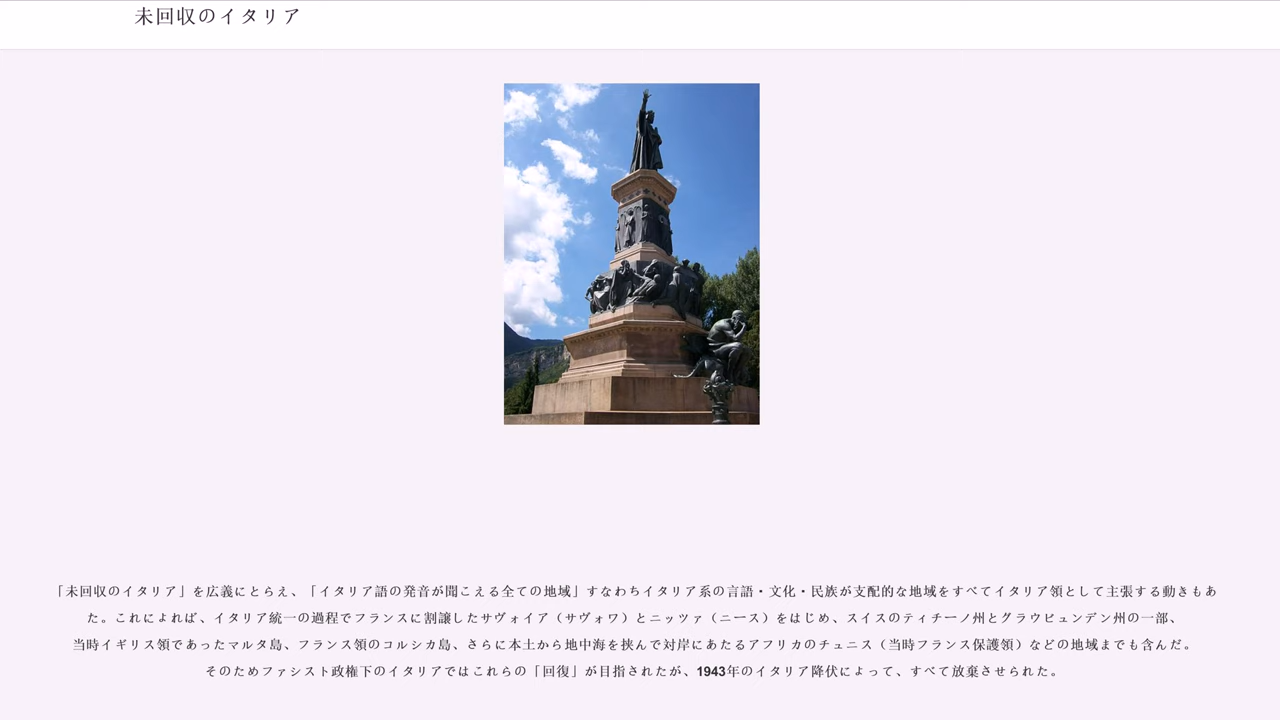 未回収のイタリア
「未回収のイタリア」を広義にとらえ、「イタリア語の発音が聞こえる全ての地域」すなわちイタリア系の言語・文化・民族が支配的な地域をすべてイタリア領として主張する動きもあ
た。これによれば、イタリア統一の過程でフランスに割譲したサヴォイア（サヴォワ）とニッツァ（ニース）をはじめ、スイスのティチーノ州とグラウビュンデン州の一部、
当時イギリス領であったマルタ島、フランス領のコルシカ島、さらに本土から地中海を挟んで対岸にあたるアフリカのチュニス（当時フランス保護領）などの地域までも含んだ。
そのためファシスト政権下のイタリアではこれらの「回復」が目指されたが、1943年のイタリア降伏によって、すべて放棄させられた。